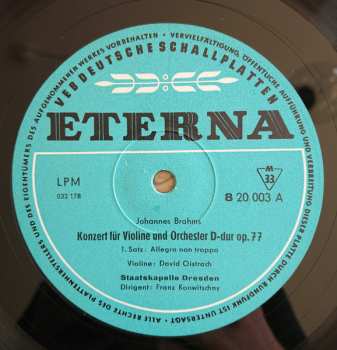 ALLE RECHTE DES PLATTENHERSTELLERS UND DES EIGENTÜMERS DES AUFGENOMMENEN WERKES VORBEHALTEN · VERVIELFÄLTIGUNG, ÖFFENTLICHE AUFFÜHRUNG UND VERBREITUNG DIESER PLATTE DURCH RUNDFUNK IST UNTERSAGT ·
VEB DEUTSCHE SCHALLPLATTEN
ETERNA
LPM
032 178
M
33
8 20 003 A
Johannes Brahms
Konzert für Violine und Orchester D-dur op. 77
1. Satz: Allegro non troppo
Violine: David Oistrach
Staatskapelle Dresden
Dirigent: Franz Konwitschny